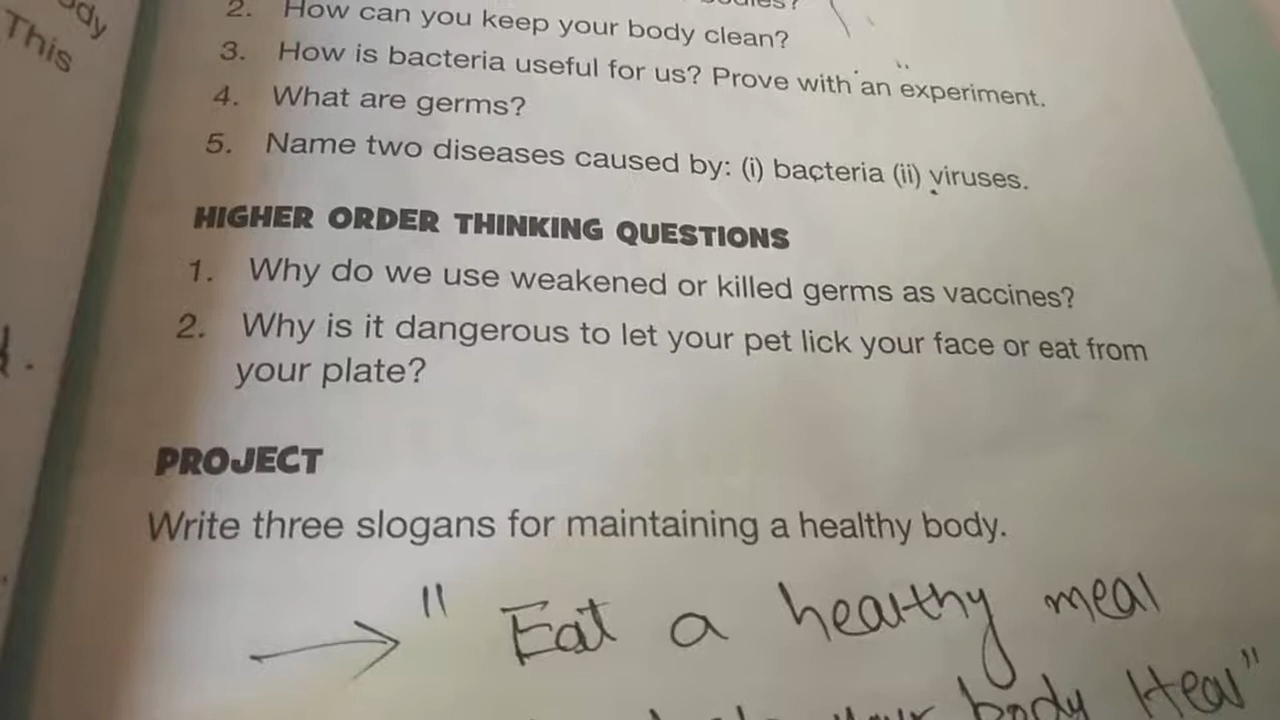 ody
This
bodies?
2. How can you keep your body clean?
3. How is bacteria useful for us? Prove with an experiment.
4. What are germs?
5. Name two diseases caused by: (i) bacteria (ii) viruses.
HIGHER ORDER THINKING QUESTIONS
1. Why do we use weakened or killed germs as vaccines?
2. Why is it dangerous to let your pet lick your face or eat from
your plate?
PROJECT
Write three slogans for maintaining a healthy body.
→ " Eat a healthy meal
your body Heal"